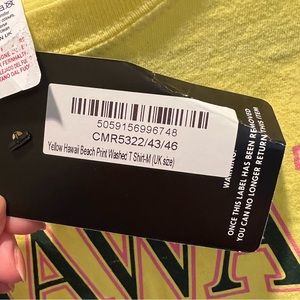 5059156996748
CMR5322/43/46
Yellow Hawaii Beach Print Washed T Shirt-M (UK size)
WARNING:
ONCE THIS LABEL HAS BEEN REMOVED
YOU CAN NO LONGER RETURN THIS ITEM
AWA